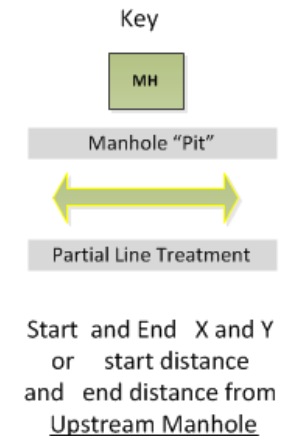 Key
MH
Manhole “Pit”
Partial Line Treatment
Start and End X and Y
or start distance
and end distance from
Upstream Manhole